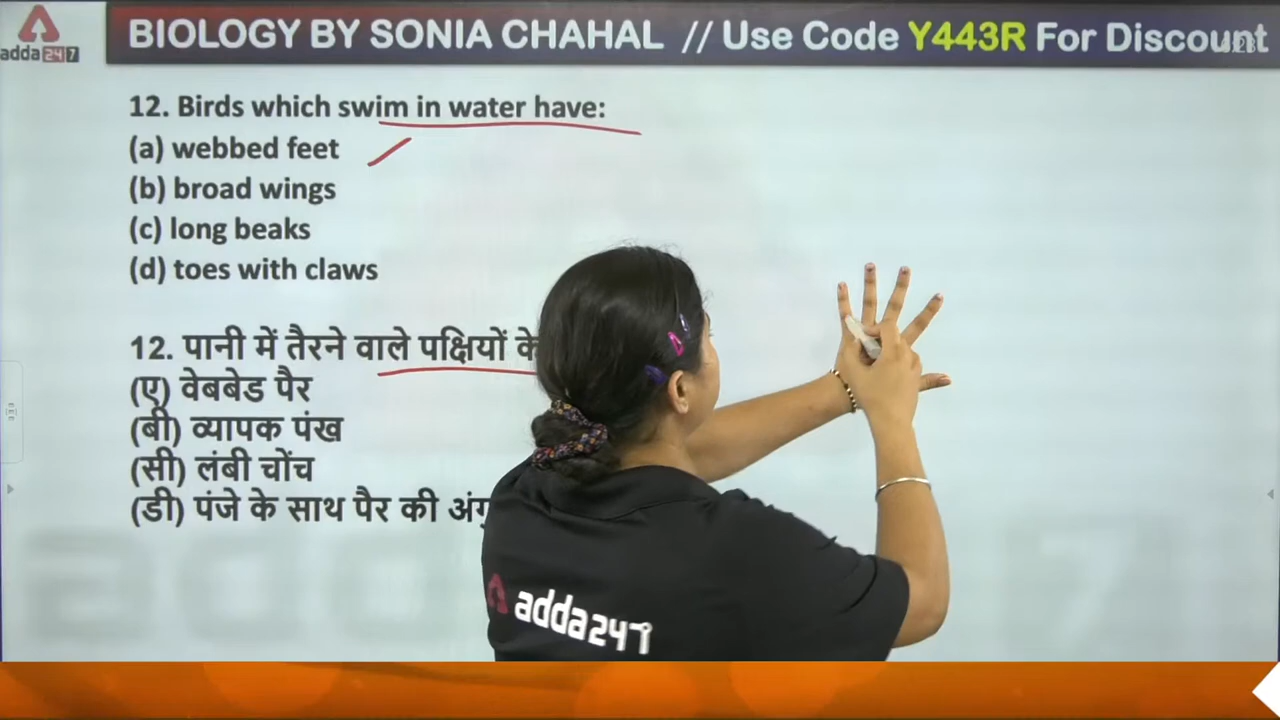 adda247
BIOLOGY BY SONIA CHAHAL // Use Code Y443R For Discount
12. Birds which swim in water have:
(a) webbed feet
(b) broad wings
(c) long beaks
(d) toes with claws
12. पानी में तैरने वाले पक्षियों के
(ए) वेबबेड पैर
(बी) व्यापक पंख
(सी) लंबी चोंच
(डी) पंजे के साथ पैर की
adda247